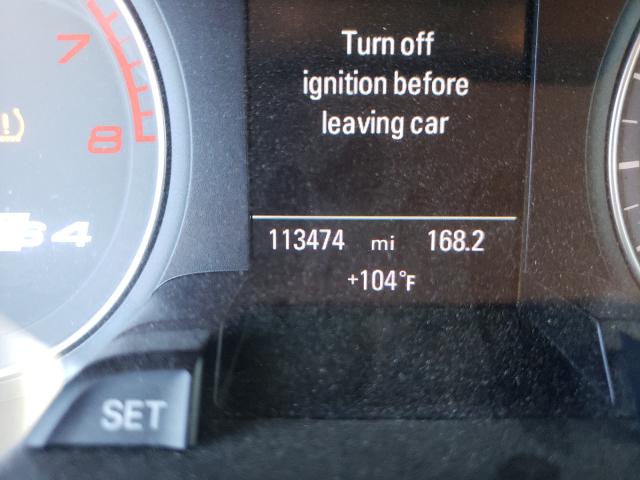 Turn off
ignition before
leaving car
7
8
S4
113474 mi 168.2
+104°F
SET